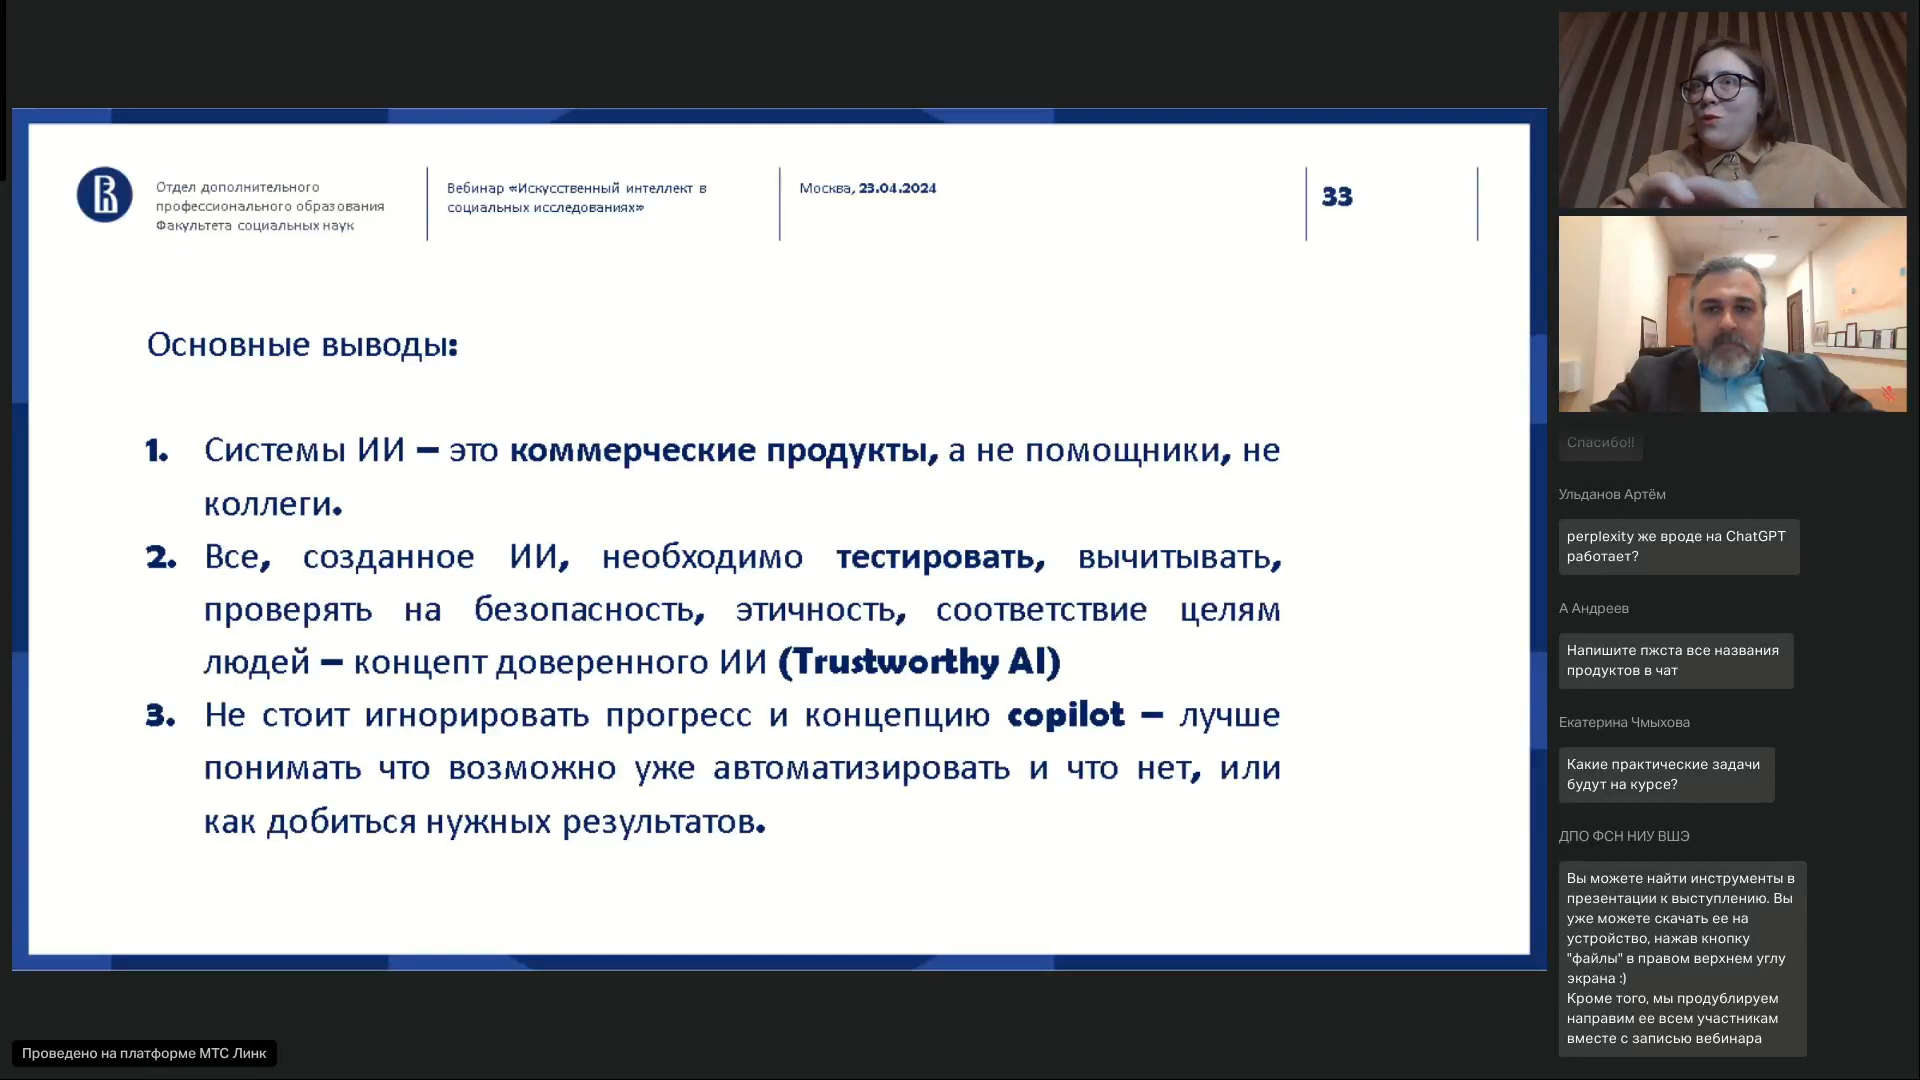 Отдел дополнительного
профессионального образования
Факультета социальных наук
Вебинар «Искусственный интеллект в
социальных исследованиях»
Москва, 23.04.2024
33
Основные выводы:
1. Системы ИИ – это коммерческие продукты, а не помощники, не
коллеги.
2. Все, созданное ИИ, необходимо тестировать, вычитывать,
проверять на безопасность, этичность, соответствие целям
людей – концепт доверенного ИИ (Trustworthy AI)
3. Не стоит игнорировать прогресс и концепцию copilot – лучше
понимать что возможно уже автоматизировать и что нет, или
как добиться нужных результатов.
Спасибо!!
Ульданов Артём
perplexity же вроде на ChatGPT
работает?
А Андреев
Напишите пжста все названия
продуктов в чат
Екатерина Чмыхова
Какие практические задачи
будут на курсе?
ДПО ФСН НИУ ВШЭ
Вы можете найти инструменты в
презентации к выступлению. Вы
уже можете скачать ее на
устройство, нажав кнопку
"файлы" в правом верхнем углу
экрана :)
Кроме того, мы продублируем
направим ее всем участникам
вместе с записью вебинара
Проведено на платформе МТС Линк